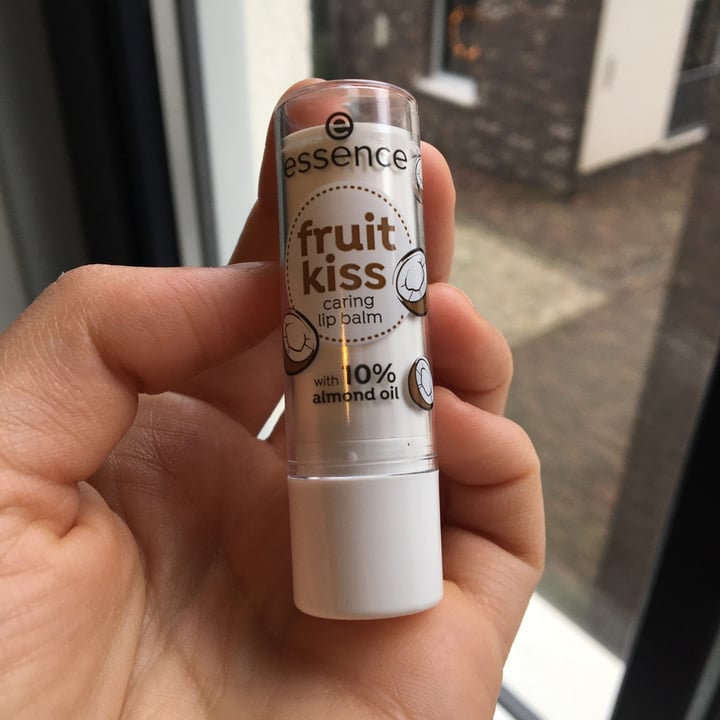 e
essence
fruit
kiss
caring
lip balm
with 10%
almond oil